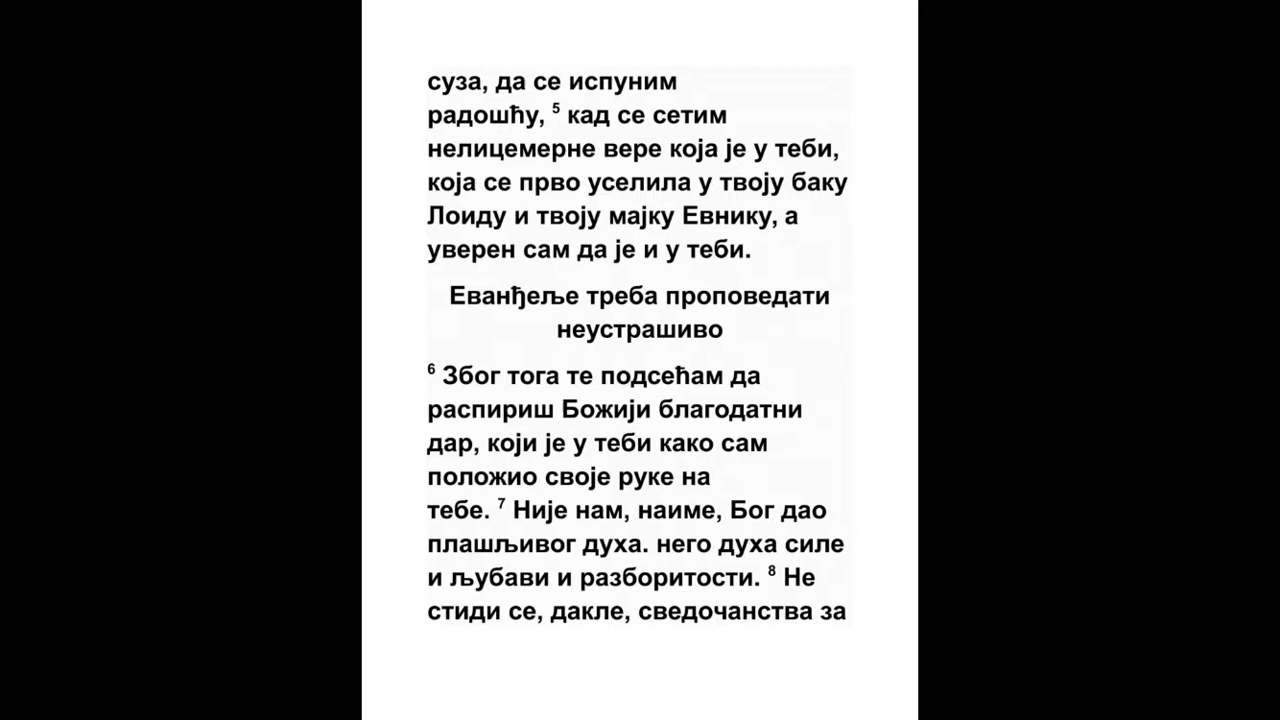 суза, да се испуним
радошћу, ⁵ кад се сетим
нелицемерне вере која је у теби,
која се прво уселила у твоју баку
Лоиду и твоју мајку Евнику, а
уверен сам да је и у теби.
Еванђеље треба проповедати
неустрашиво
⁶ Због тога те подсећам да
распириш Божији благодатни
дар, који је у теби како сам
положио своје руке на
тебе. ⁷ Није нам, наиме, Бог дао
плашљивог духа. него духа силе
и љубави и разборитости. ⁸ Не
стиди се, дакле, сведочанства за